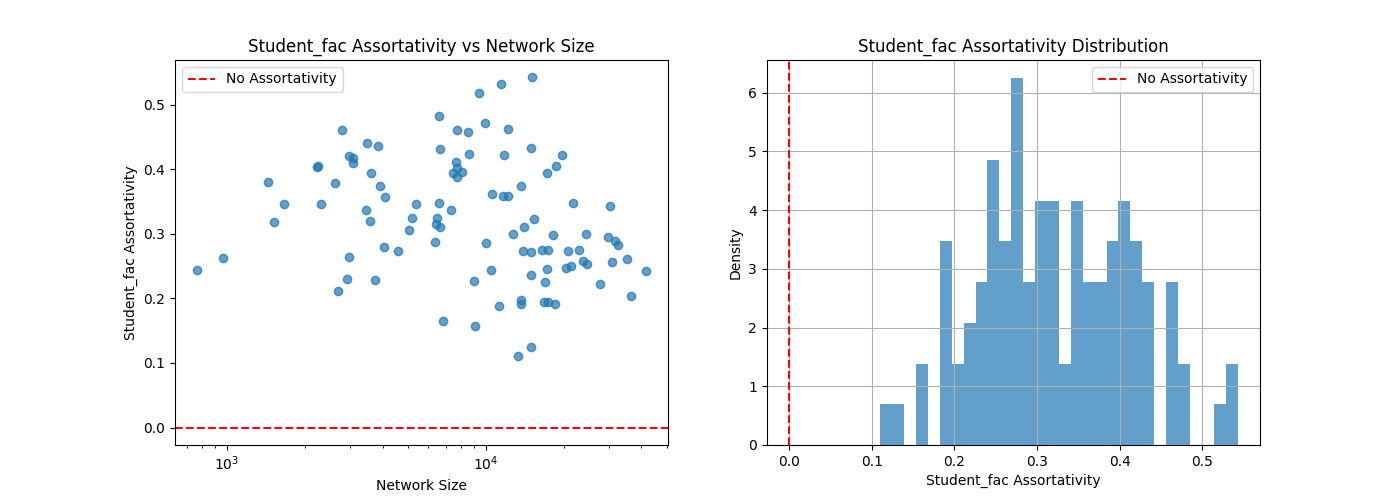 Student_fac Assortativity vs Network Size
No Assortativity
Student_fac Assortativity
0.5
0.4
0.3
0.2
0.1
0.0
10^3
10^4
Network Size
Student_fac Assortativity Distribution
No Assortativity
Density
6
5
4
3
2
1
0
0.0
0.1
0.2
0.3
0.4
0.5
Student_fac Assortativity